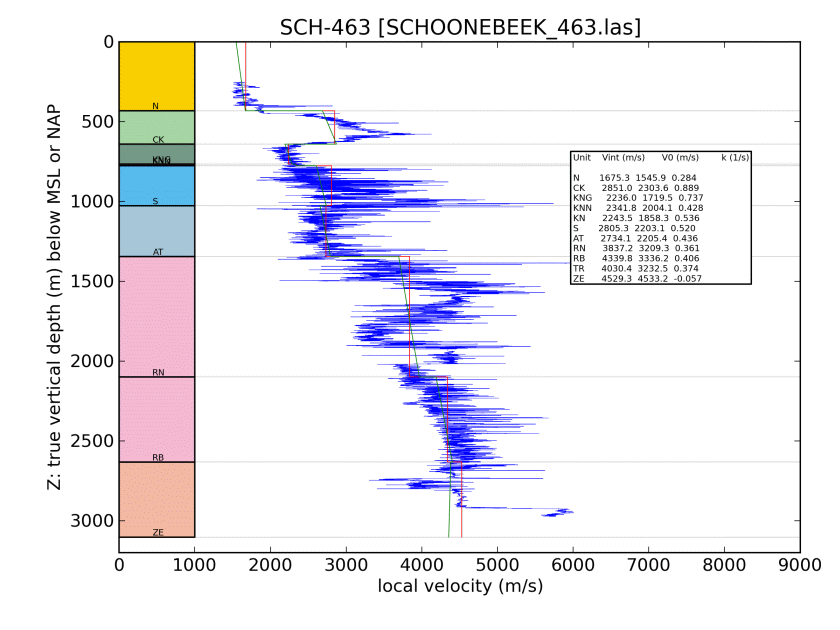 SCH-463 [SCHOONEBEEK_463.las]
0
500
1000
1500
2000
2500
3000
Z: true vertical depth (m) below MSL or NAP
N
CK
KNG
S
AT
RN
RB
ZE
Unit Vint (m/s) V0 (m/s) k (1/s)
N 1675.3 1545.9 0.284
CK 2851.0 2303.6 0.889
KNG 2236.0 1719.5 0.737
KNN 2341.8 2004.1 0.428
KN 2243.5 1858.3 0.536
S 2805.3 2203.1 0.520
AT 2734.1 2205.4 0.436
RN 3837.2 3209.3 0.361
RB 4339.8 3336.2 0.406
TR 4030.4 3232.5 0.374
ZE 4529.3 4533.2 -0.057
0 1000 2000 3000 4000 5000 6000 7000 8000 9000
local velocity (m/s)